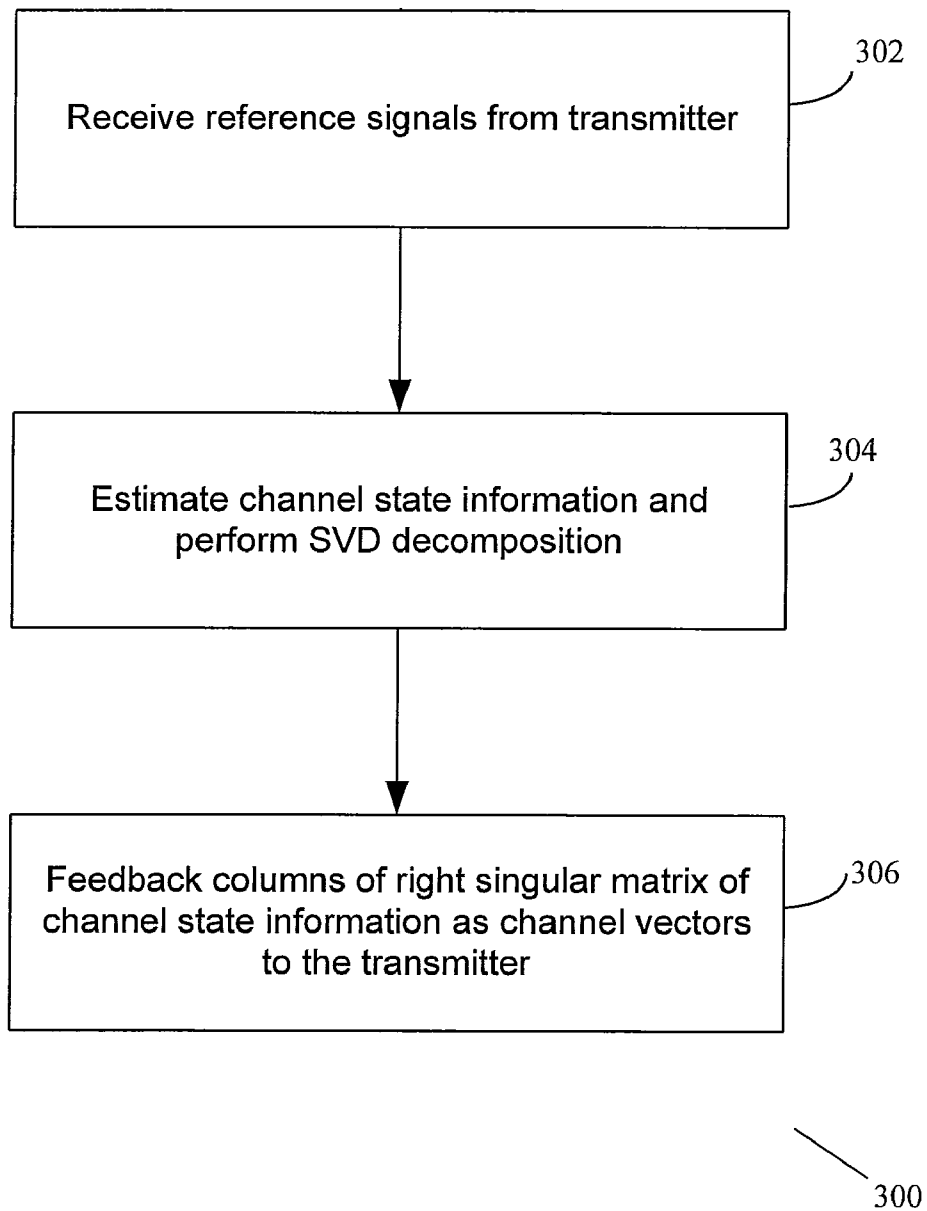 302
Receive reference signals from transmitter
304
Estimate channel state information and
perform SVD decomposition
306
Feedback columns of right singular matrix of
channel state information as channel vectors
to the transmitter
300